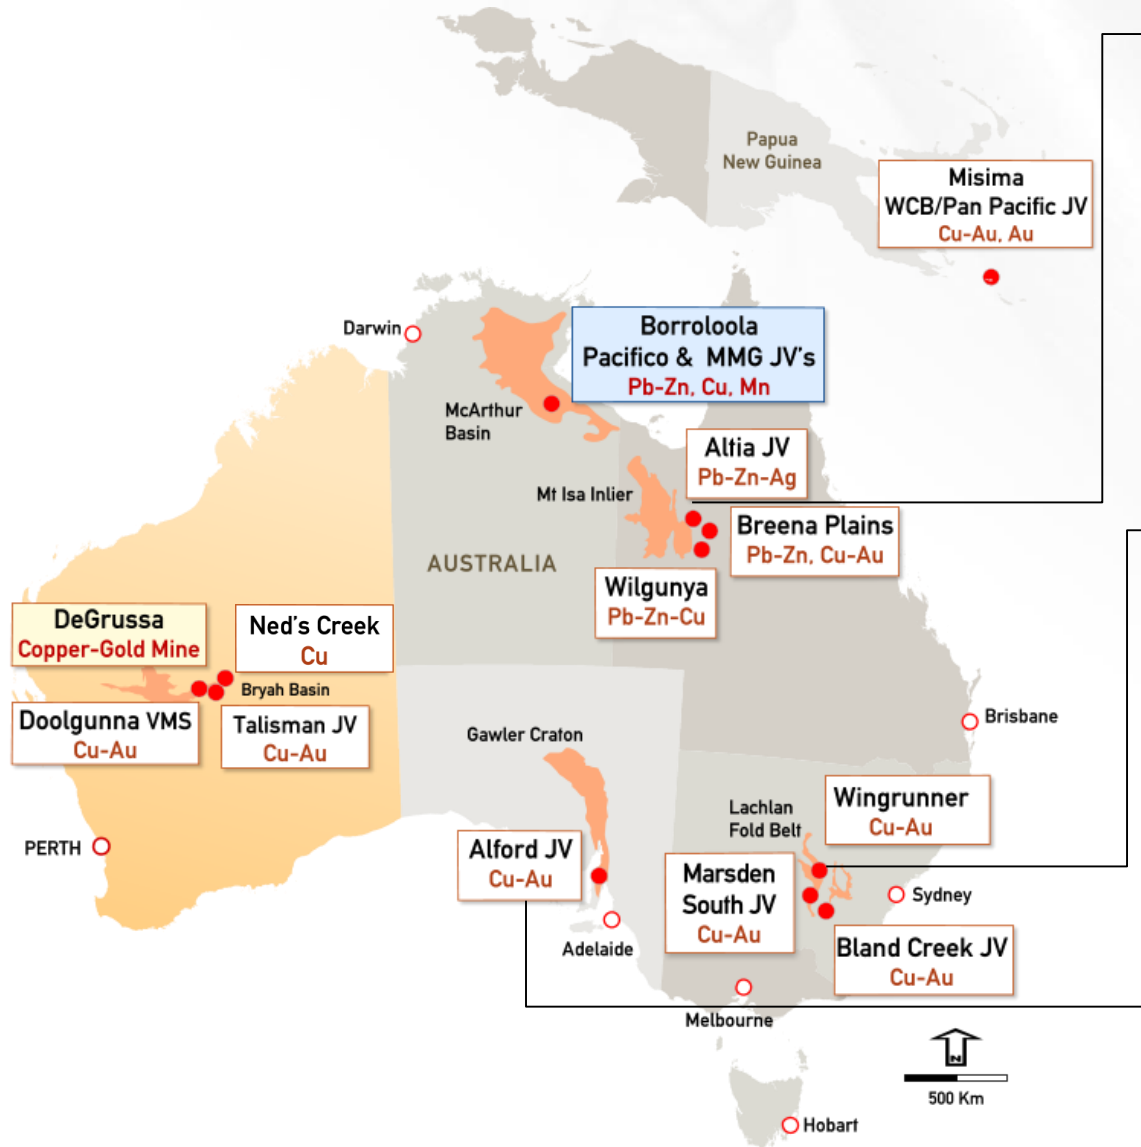 Papua
New Guinea
Misima
WCB/Pan Pacific JV
Cu-Au, Au
Darwin
Borroloola
Pacifico & MMG JV's
Pb-Zn, Cu, Mn
McArthur
Basin
Altia JV
Pb-Zn-Ag
Mt Isa Inlier
Breena Plains
Pb-Zn, Cu-Au
AUSTRALIA
Wilgunya
Pb-Zn-Cu
DeGrussa
Copper-Gold Mine
Ned's Creek
Cu
Bryah Basin
Doolgunna VMS
Cu-Au
Talisman JV
Cu-Au
Brisbane
Gawler Craton
Wingrunner
Cu-Au
Lachlan
Fold Belt
PERTH
Alford JV
Cu-Au
Marsden
South JV
Cu-Au
Sydney
Adelaide
Bland Creek JV
Cu-Au
Melbourne
N
500 Km
Hobart